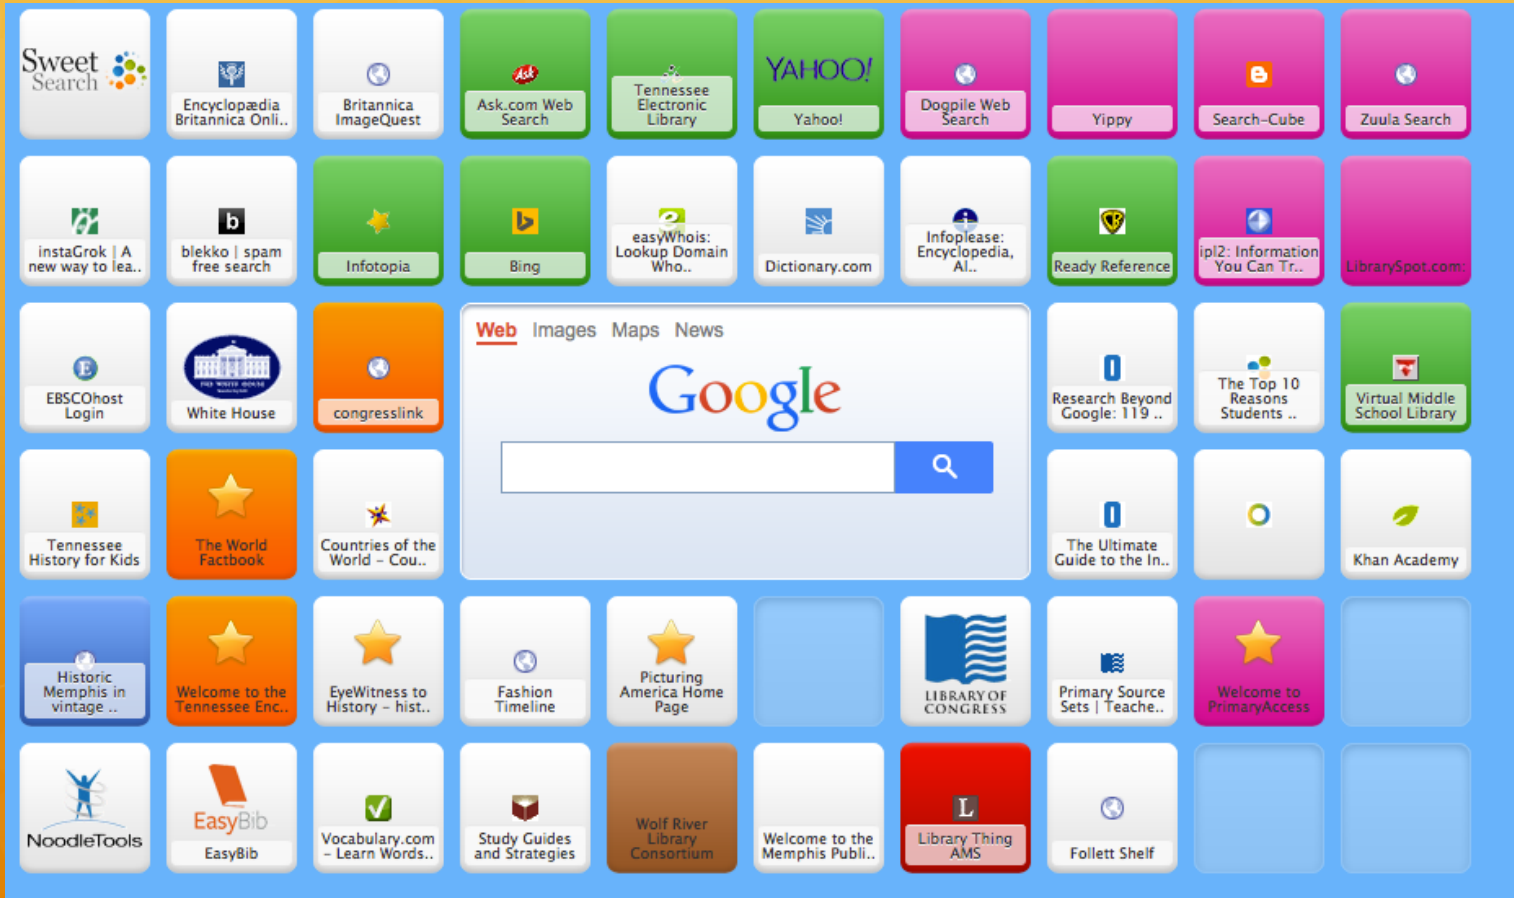 Sweet
Search
Encyclopædia
Britannica Onli..
Britannica
ImageQuest
Ask
Ask.com Web
Search
Tennessee
Electronic
Library
YAHOO!
Yahoo!
Dogpile Web
Search
Yippy
Search-Cube
Zuula Search
instaGrok | A
new way to lea..
b
blekko | spam
free search
Infotopia
Bing
easyWhois:
Lookup Domain
Who..
Dictionary.com
Infoplease:
Encyclopedia,
Al..
Ready Reference
ipl2: Information
You Can Tr..
LibrarySpot.com:
E
EBSCOhost
Login
THE WHITE HOUSE
White House
congresslink
Web Images Maps News
Google
Research Beyond
Google: 119 ..
The Top 10
Reasons
Students ..
Virtual Middle
School Library
Tennessee
History for Kids
The World
Factbook
Countries of the
World - Cou..
The Ultimate
Guide to the In..
Khan Academy
Historic
Memphis in
vintage ..
Welcome to the
Tennessee Enc..
EyeWitness to
History - hist..
Fashion
Timeline
Picturing
America Home
Page
LIBRARY OF
CONGRESS
Primary Source
Sets | Teache..
Welcome to
PrimaryAccess
NoodleTools
EasyBib
EasyBib
Vocabulary.com
- Learn Words..
Study Guides
and Strategies
Wolf River
Library
Consortium
Welcome to the
Memphis Publi..
L
Library Thing
AMS
Follett Shelf